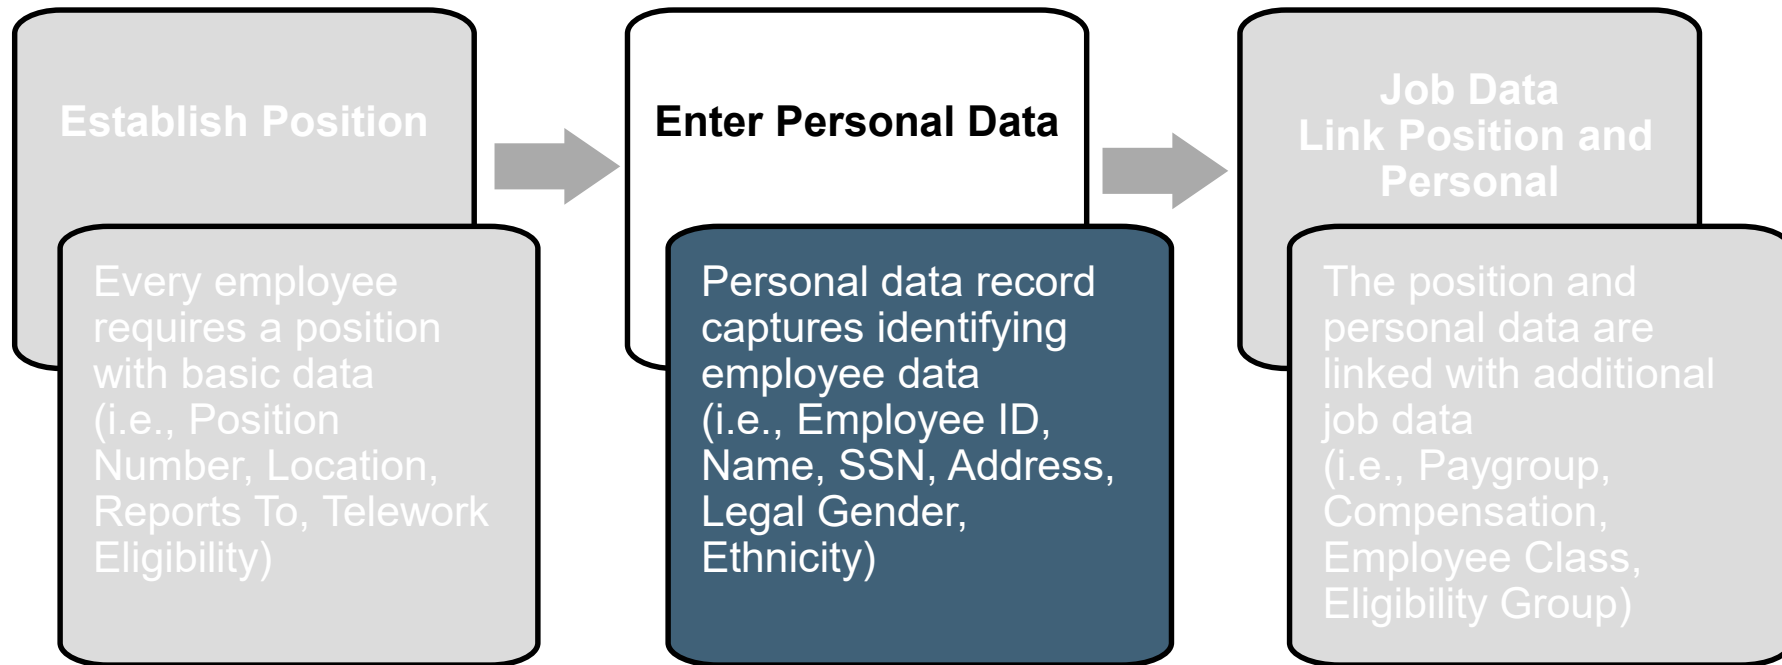 Establish Position
Every employee
requires a position
with basic data
(i.e., Position
Number, Location,
Reports To, Telework
Eligibility)
Enter Personal Data
Personal data record
captures identifying
employee data
(i.e., Employee ID,
Name, SSN, Address,
Legal Gender,
Ethnicity)
Job Data
Link Position and
Personal
The position and
personal data are
linked with additional
job data
(i.e., Paygroup,
Compensation,
Employee Class,
Eligibility Group)